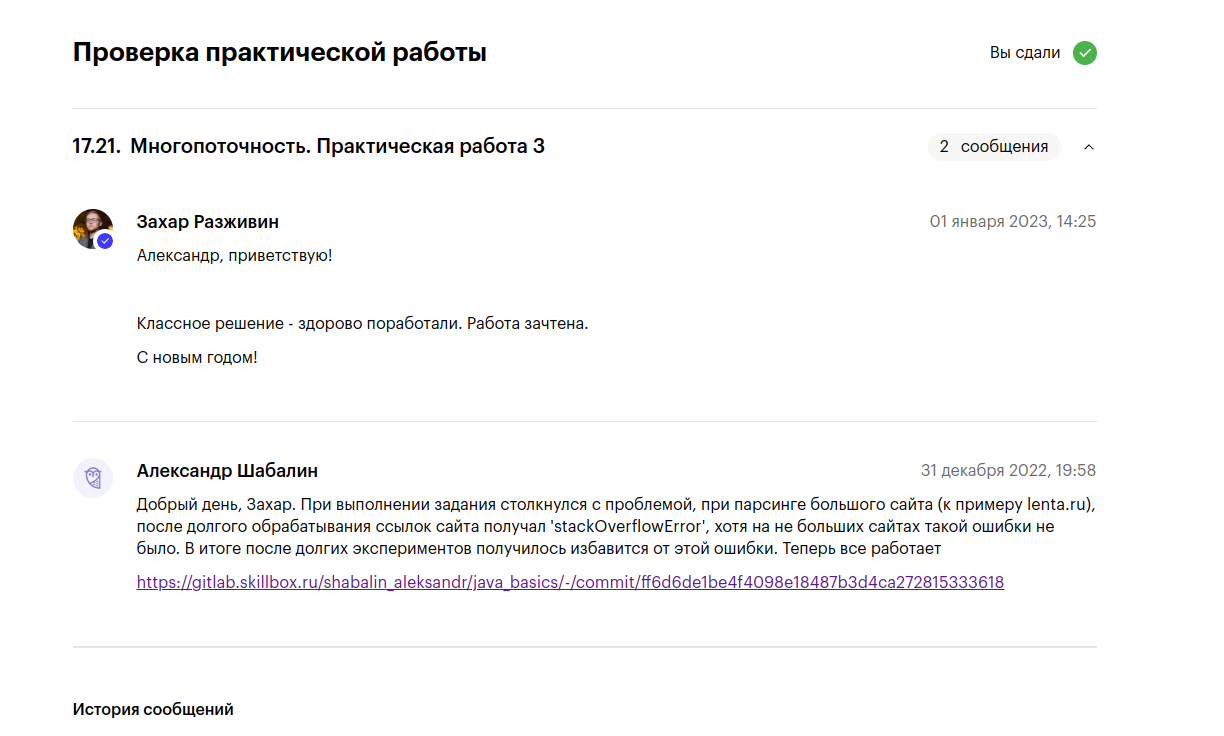 Проверка практической работы
Вы сдали
17.21. Многопоточность. Практическая работа 3
2 сообщения
Захар Разживин
01 января 2023, 14:25
Александр, приветствую!
Классное решение - здорово поработали. Работа зачтена.
С новым годом!
Александр Шабалин
31 декабря 2022, 19:58
Добрый день, Захар. При выполнении задания столкнулся с проблемой, при парсинге большого сайта (к примеру lenta.ru),
после долгого обрабатывания ссылок сайта получал 'stackOverflowError', хотя на не больших сайтах такой ошибки не
было. В итоге после долгих экспериментов получилось избавится от этой ошибки. Теперь все работает
https://gitlab.skillbox.ru/shabalin_aleksandr/java_basics/-/commit/ff6d6de1be4f4098e18487b3d4ca272815333618
История сообщений